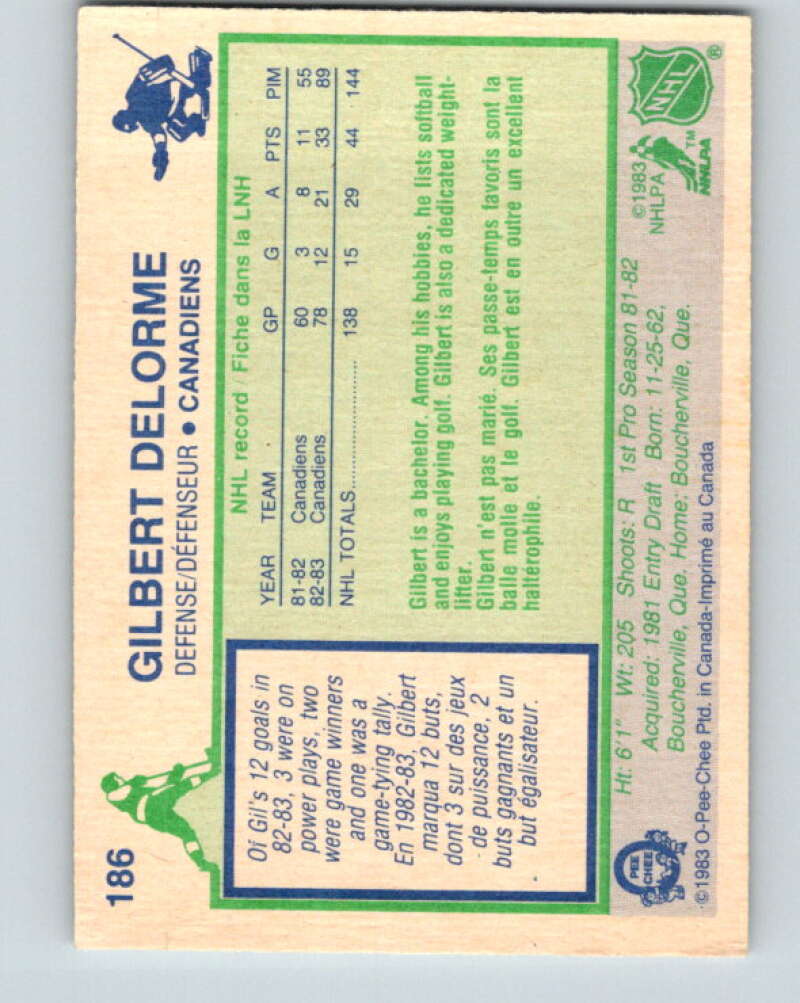 186
GILBERT DELORME
DEFENSE/DÉFENSEUR • CANADIENS
Of Gil's 12 goals in
82-83, 3 were on
power plays, two
were game winners
and one was a
game-tying tally.
En 1982-83, Gilbert
marqua 12 buts,
dont 3 sur des jeux
de puissance, 2
buts gagnants et un
but égalisateur.
NHL record / Fiche dans la LNH
YEAR TEAM GP G A PTS PIM
81-82 Canadiens 60 3 8 11 55
82-83 Canadiens 78 12 21 33 89
NHL TOTALS 138 15 29 44 144
Gilbert is a bachelor. Among his hobbies, he lists softball
and enjoys playing golf. Gilbert is also a dedicated weight-
lifter.
Gilbert n'est pas marié. Ses passe-temps favoris sont la
balle molle et le golf. Gilbert est en outre un excellent
haltérophile.
Ht: 6'1" Wt: 205 Shoots: R 1st Pro Season 81-82
Acquired: 1981 Entry Draft Born: 11-25-62,
Boucherville, Que. Home: Boucherville, Que.
©1983 O-Pee-Chee Ptd. in Canada-Imprimé au Canada
O
PEE
CHEE
©1983
NHLPA
NHL ®
TM
NHLPA